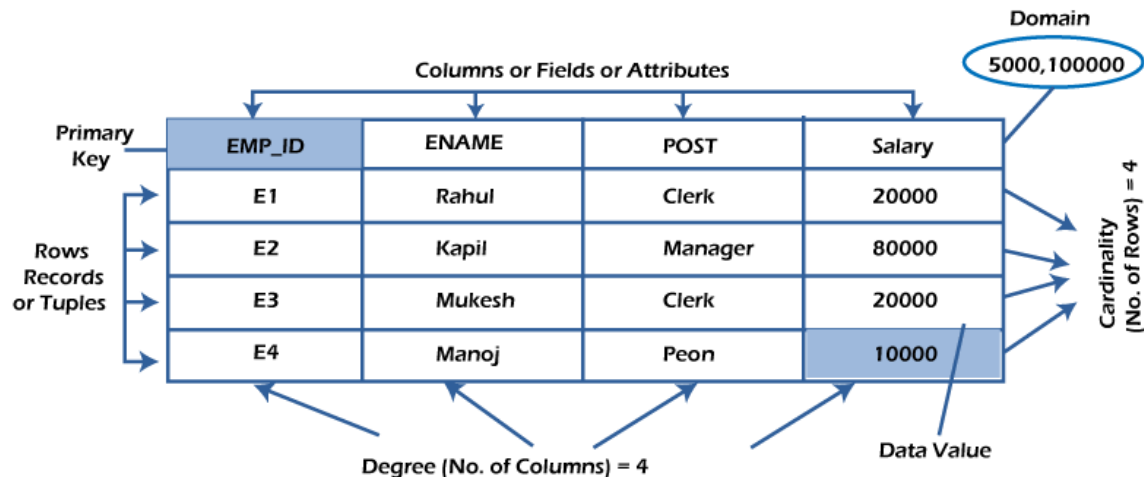 Domain
5000,100000
Columns or Fields or Attributes
Primary
Key
EMP_ID ENAME POST Salary
E1 Rahul Clerk 20000
E2 Kapil Manager 80000
E3 Mukesh Clerk 20000
E4 Manoj Peon 10000
Rows
Records
or Tuples
Cardinality
(No. of Rows) = 4
Data Value
Degree (No. of Columns) = 4